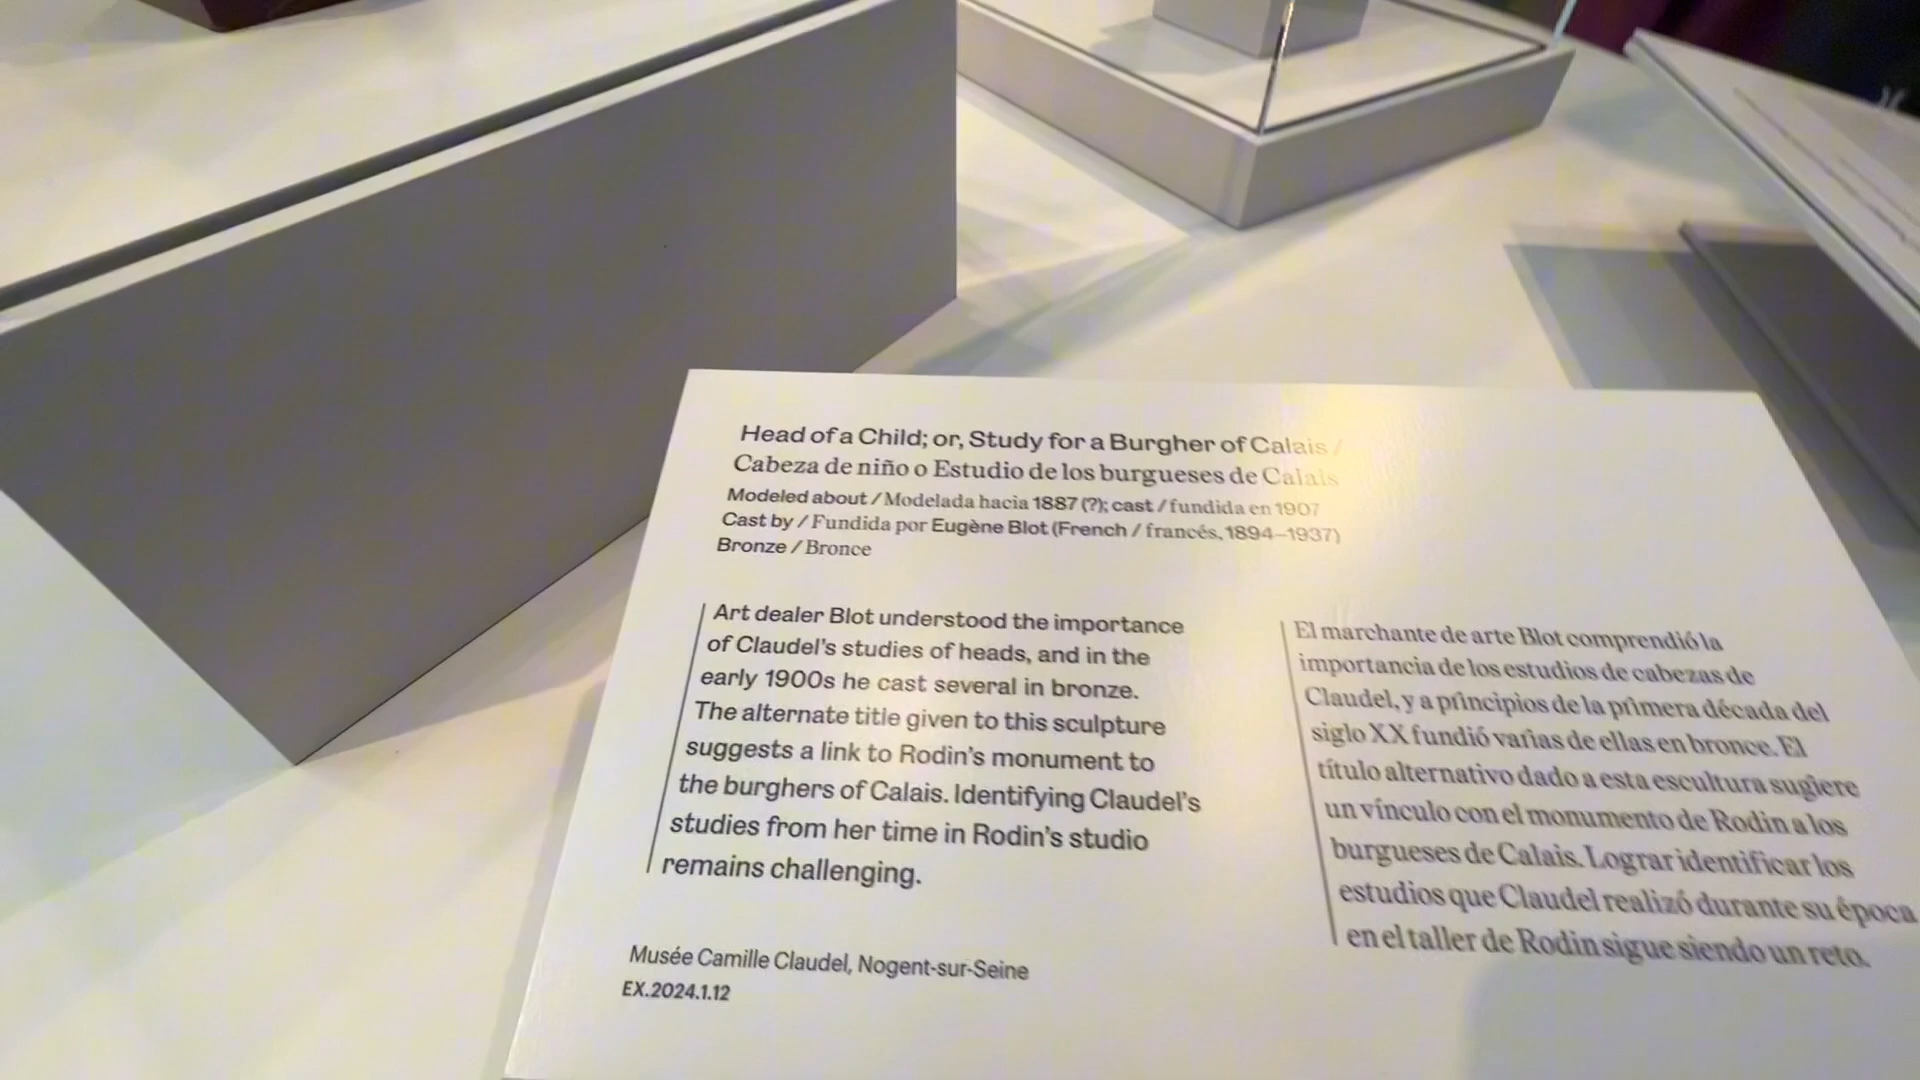 Head of a Child; or, Study for a Burgher of Calais /
Cabeza de niño o Estudio de los burgueses de Calais
Modeled about / Modelada hacia 1887 (?); cast / fundida en 1907
Cast by / Fundida por Eugène Blot (French / francés, 1894–1937)
Bronze / Bronce
Art dealer Blot understood the importance
of Claudel's studies of heads, and in the
early 1900s he cast several in bronze.
The alternate title given to this sculpture
suggests a link to Rodin's monument to
the burghers of Calais. Identifying Claudel's
studies from her time in Rodin's studio
remains challenging.
El marchante de arte Blot comprendió la
importancia de los estudios de cabezas de
Claudel, y a principios de la primera década del
siglo XX fundió varias de ellas en bronce. El
título alternativo dado a esta escultura sugiere
un vínculo con el monumento de Rodin a los
burgueses de Calais. Lograr identificar los
estudios que Claudel realizó durante su época
en el taller de Rodin sigue siendo un reto.
Musée Camille Claudel, Nogent-sur-Seine
EX.2024.1.12